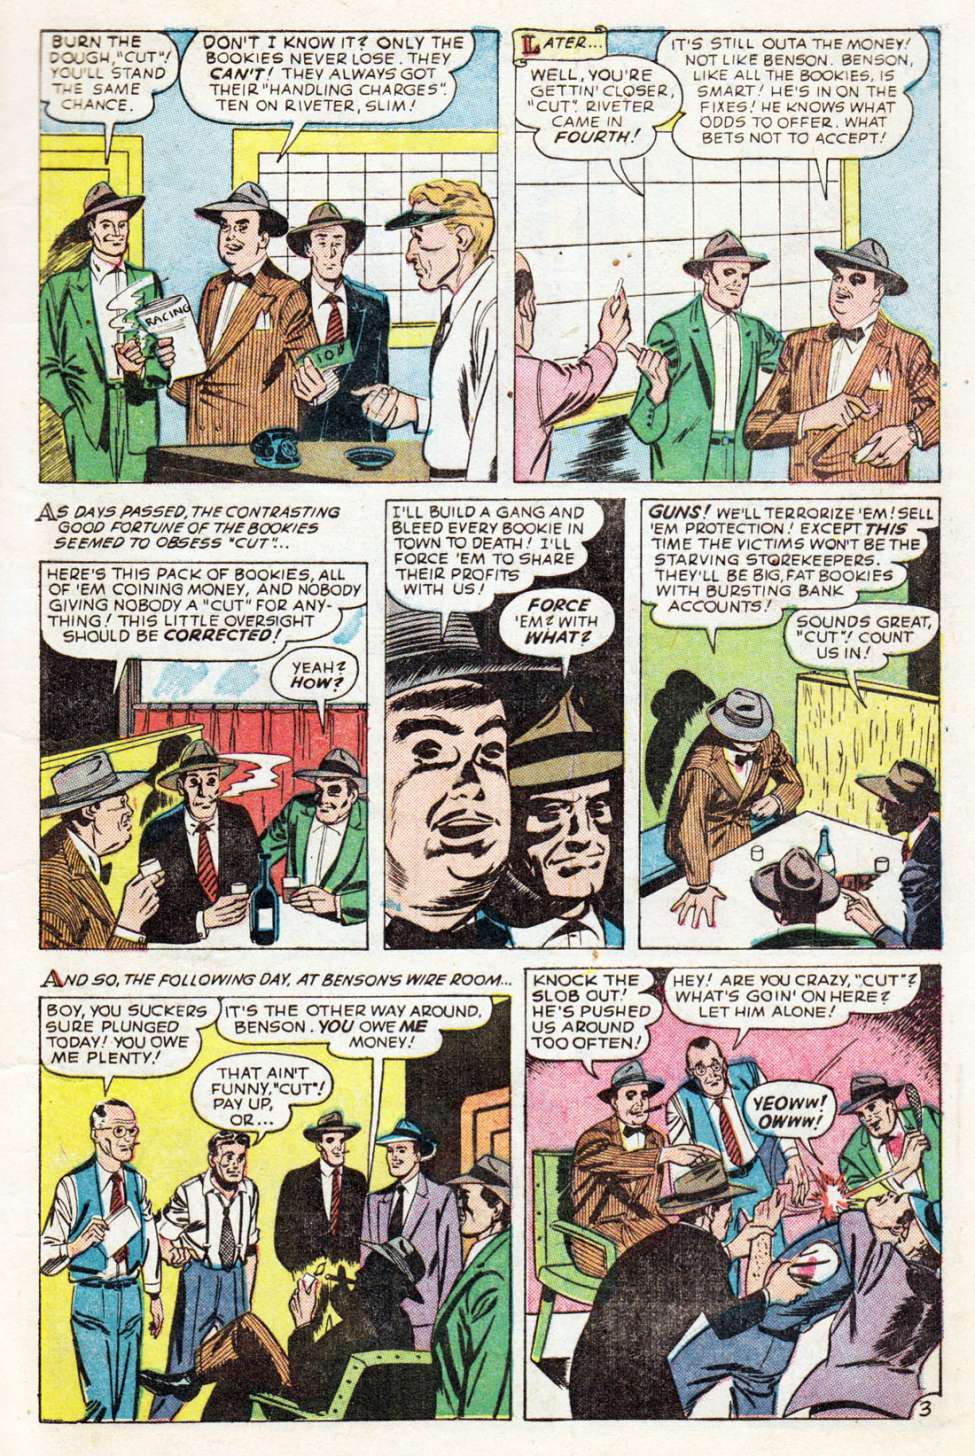 BURN THE
DOUGH, "CUT"!
YOU'LL STAND
THE SAME
CHANCE.
DON'T I KNOW IT? ONLY THE
BOOKIES NEVER LOSE. THEY
CAN'T! THEY ALWAYS GOT
THEIR "HANDLING CHARGES".
TEN ON RIVETER, SLIM!
RACING
10
LATER...
WELL, YOU'RE
GETTIN' CLOSER,
"CUT". RIVETER
CAME IN
FOURTH!
IT'S STILL OUTA THE MONEY!
NOT LIKE BENSON. BENSON,
LIKE ALL THE BOOKIES, IS
SMART! HE'S IN ON THE
FIXES! HE KNOWS WHAT
ODDS TO OFFER. WHAT
BETS NOT TO ACCEPT!
AS DAYS PASSED, THE CONTRASTING
GOOD FORTUNE OF THE BOOKIES
SEEMED TO OBSESS "CUT"...
HERE'S THIS PACK OF BOOKIES, ALL
OF 'EM COINING MONEY, AND NOBODY
GIVING NOBODY A "CUT" FOR ANY-
THING! THIS LITTLE OVERSIGHT
SHOULD BE CORRECTED!
YEAH?
HOW?
I'LL BUILD A GANG AND
BLEED EVERY BOOKIE IN
TOWN TO DEATH! I'LL
FORCE 'EM TO SHARE
THEIR PROFITS
WITH US!
FORCE
'EM? WITH
WHAT?
GUNS! WE'LL TERRORIZE 'EM! SELL
'EM PROTECTION! EXCEPT THIS
TIME THE VICTIMS WON'T BE THE
STARVING STOREKEEPERS.
THEY'LL BE BIG, FAT BOOKIES
WITH BURSTING BANK
ACCOUNTS!
SOUNDS GREAT,
"CUT"! COUNT
US IN!
AND SO, THE FOLLOWING DAY, AT BENSON'S WIRE ROOM...
BOY, YOU SUCKERS
SURE PLUNGED
TODAY! YOU OWE
ME PLENTY!
IT'S THE OTHER WAY AROUND,
BENSON. YOU OWE ME
MONEY!
THAT AIN'T
FUNNY, "CUT"!
PAY UP,
OR...
KNOCK THE
SLOB OUT!
HE'S PUSHED
US AROUND
TOO OFTEN!
HEY! ARE YOU CRAZY, "CUT"?
WHAT'S GOIN' ON HERE?
LET HIM ALONE!
YEOWW!
OWWW!
3